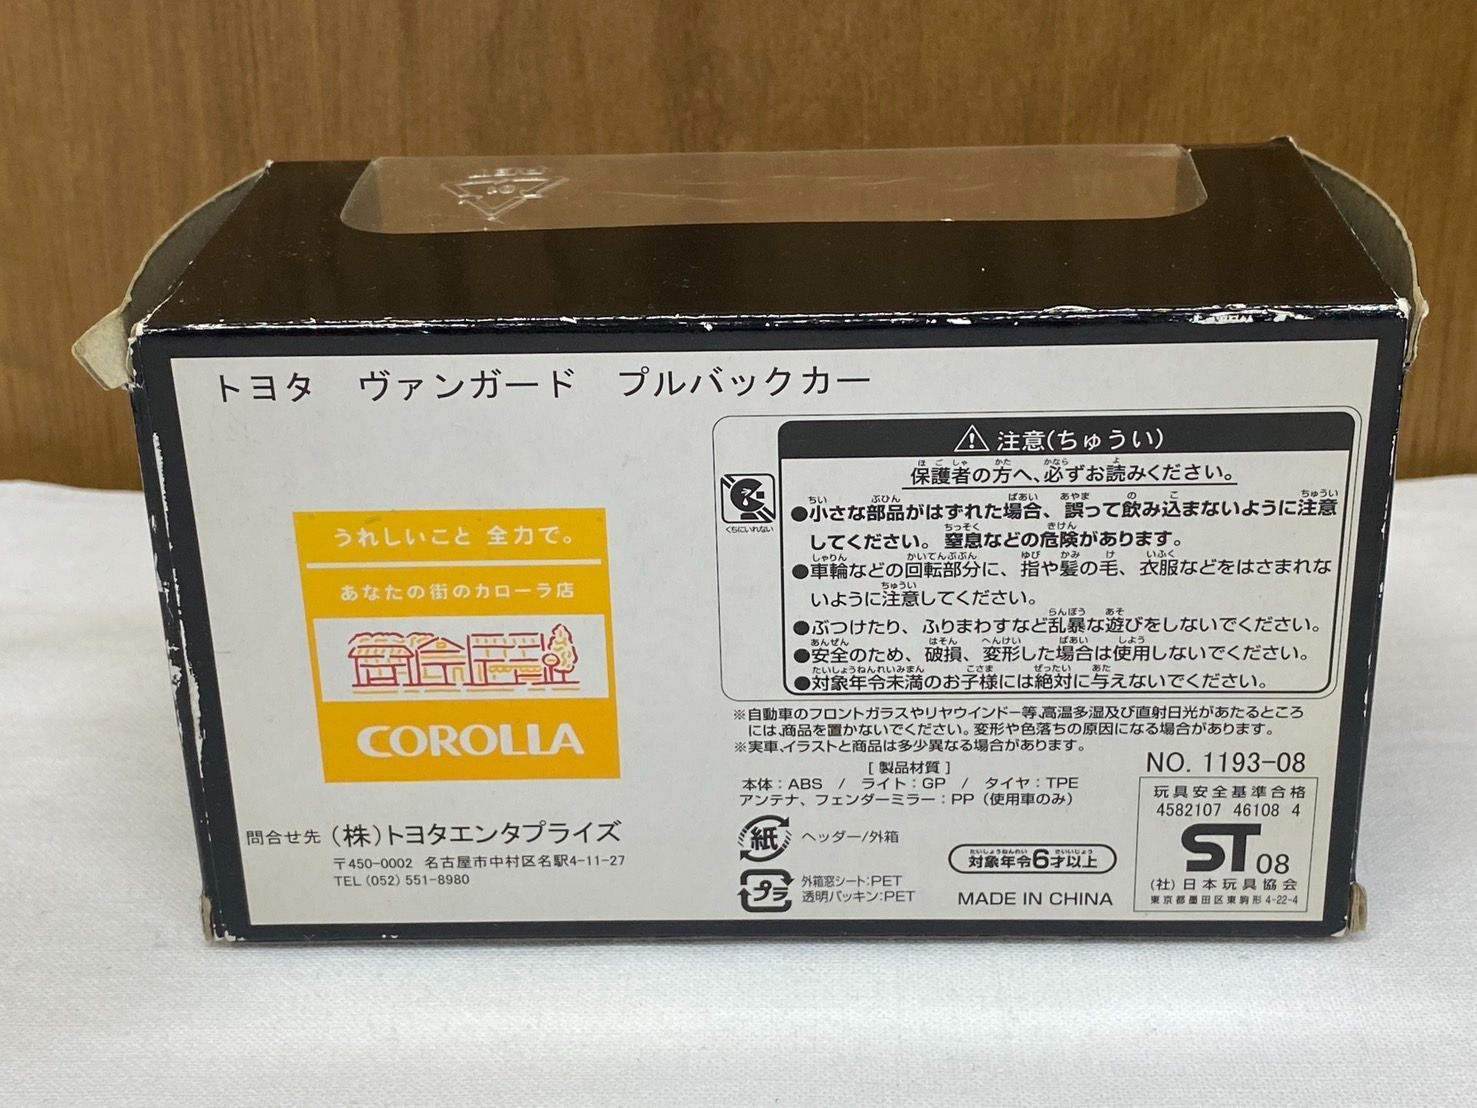 トヨタ　ヴァンガード　プルバックカー
うれしいこと 全力で。
あなたの街のカローラ店
COROLLA
問合せ先 (株)トヨタエンタプライズ
〒450-0002 名古屋市中村区名駅4-11-27
TEL (052) 551-8980
くちにいれない
⚠ 注意(ちゅうい)
保護者の方へ、必ずお読みください。
●小さな部品がはずれた場合、誤って飲み込まないように注意
してください。窒息などの危険があります。
●車輪などの回転部分に、指や髪の毛、衣服などをはさまれな
いように注意してください。
●ぶつけたり、ふりまわすなど乱暴な遊びをしないでください。
●安全のため、破損、変形した場合は使用しないでください。
●対象年令未満のお子様には絶対に与えないでください。
※自動車のフロントガラスやリヤウインドー等、高温多湿及び直射日光があたるところ
には、商品を置かないでください。変形や色落ちの原因になる場合があります。
※実車、イラストと商品は多少異なる場合があります。
[ 製品材質 ]
本体：ABS / ライト：GP / タイヤ：TPE
アンテナ、フェンダーミラー：PP（使用車のみ）
紙 ヘッダー/外箱
プラ 外箱窓シート：PET
透明パッキン：PET
対象年令6才以上
MADE IN CHINA
NO. 1193-08
玩具安全基準合格
4582107 46108 4
ST 08
(社) 日本玩具協会
東京都墨田区東駒形 4-22-4